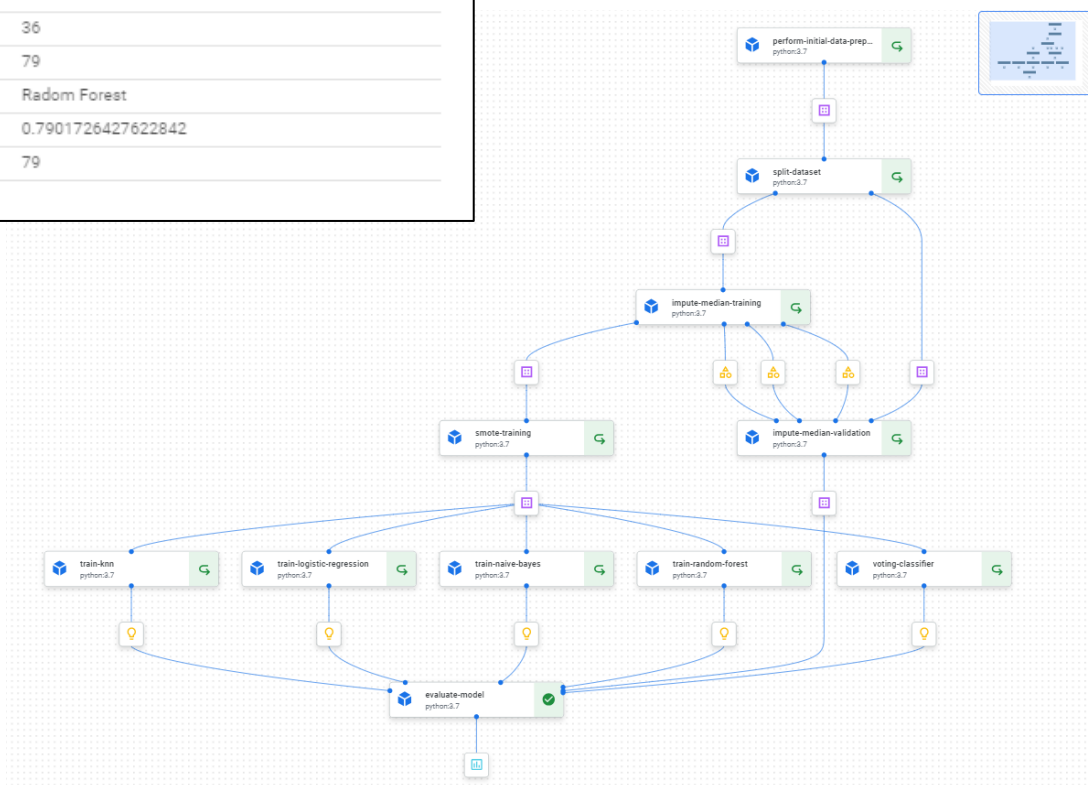 36
79
Radom Forest
0.7901726427622842
79
perform-initial-data-prep...
python:3.7
split-dataset
python:3.7
impute-median-training
python:3.7
smote-training
python:3.7
impute-median-validation
python:3.7
train-knn
python:3.7
train-logistic-regression
python:3.7
train-naive-bayes
python:3.7
train-random-forest
python:3.7
voting-classifier
python:3.7
evaluate-model
python:3.7